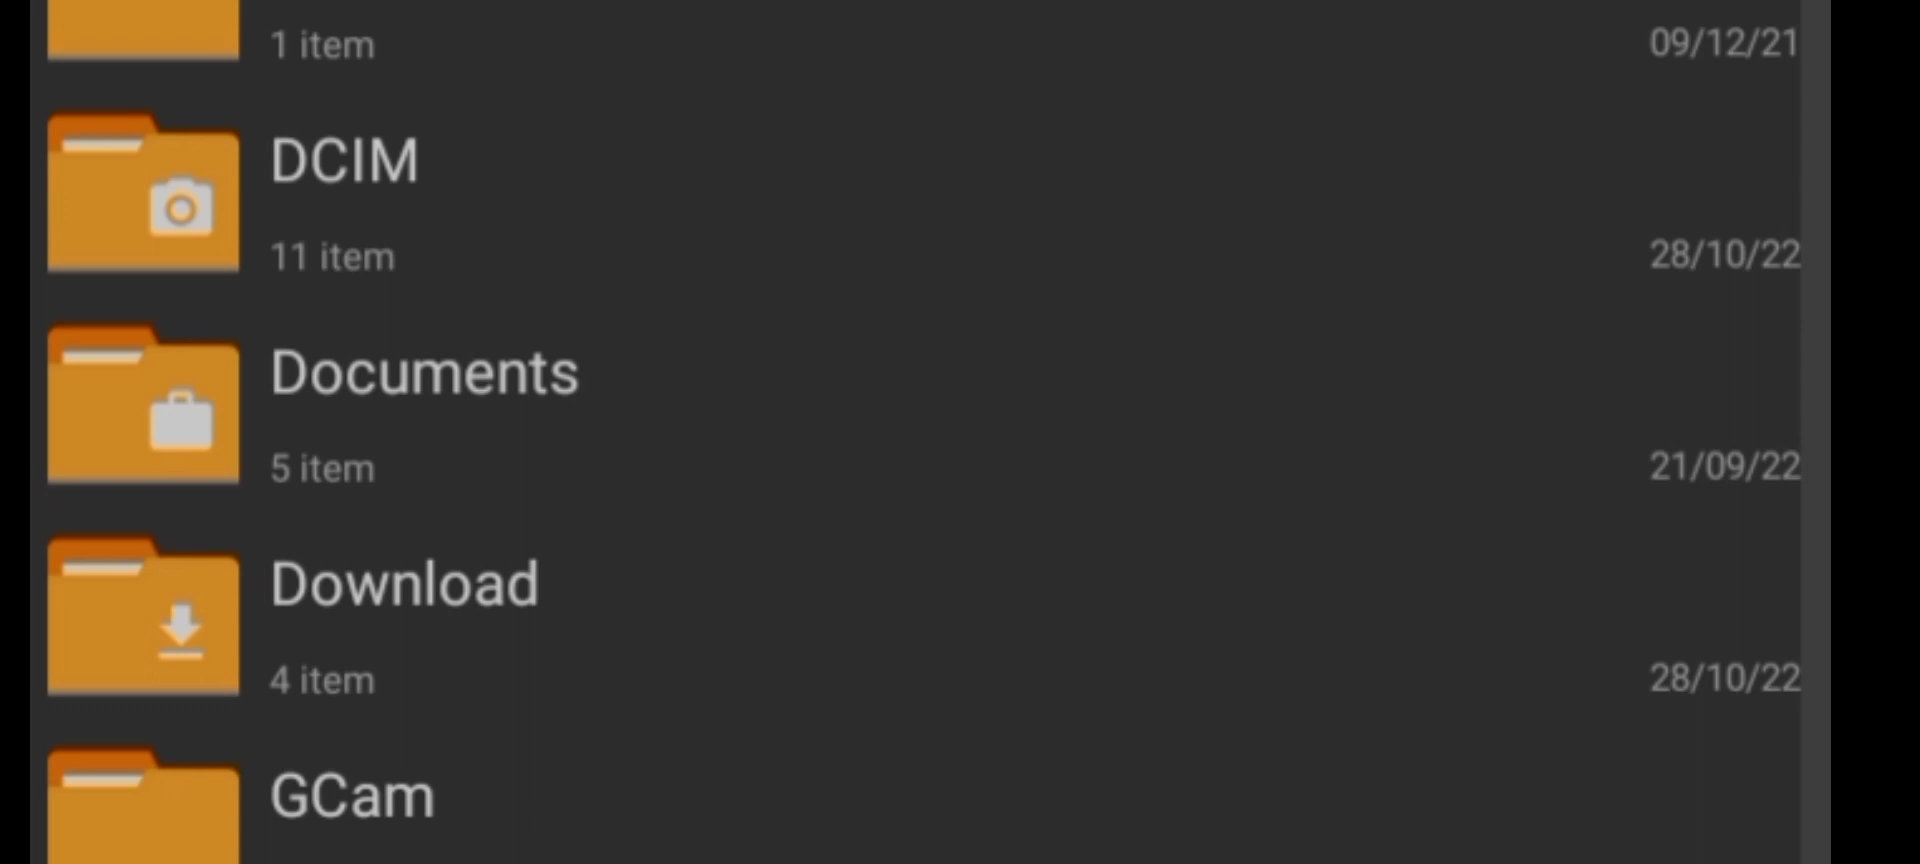 1 item 09/12/21
DCIM
11 item 28/10/22
Documents
5 item 21/09/22
Download
4 item 28/10/22
GCam